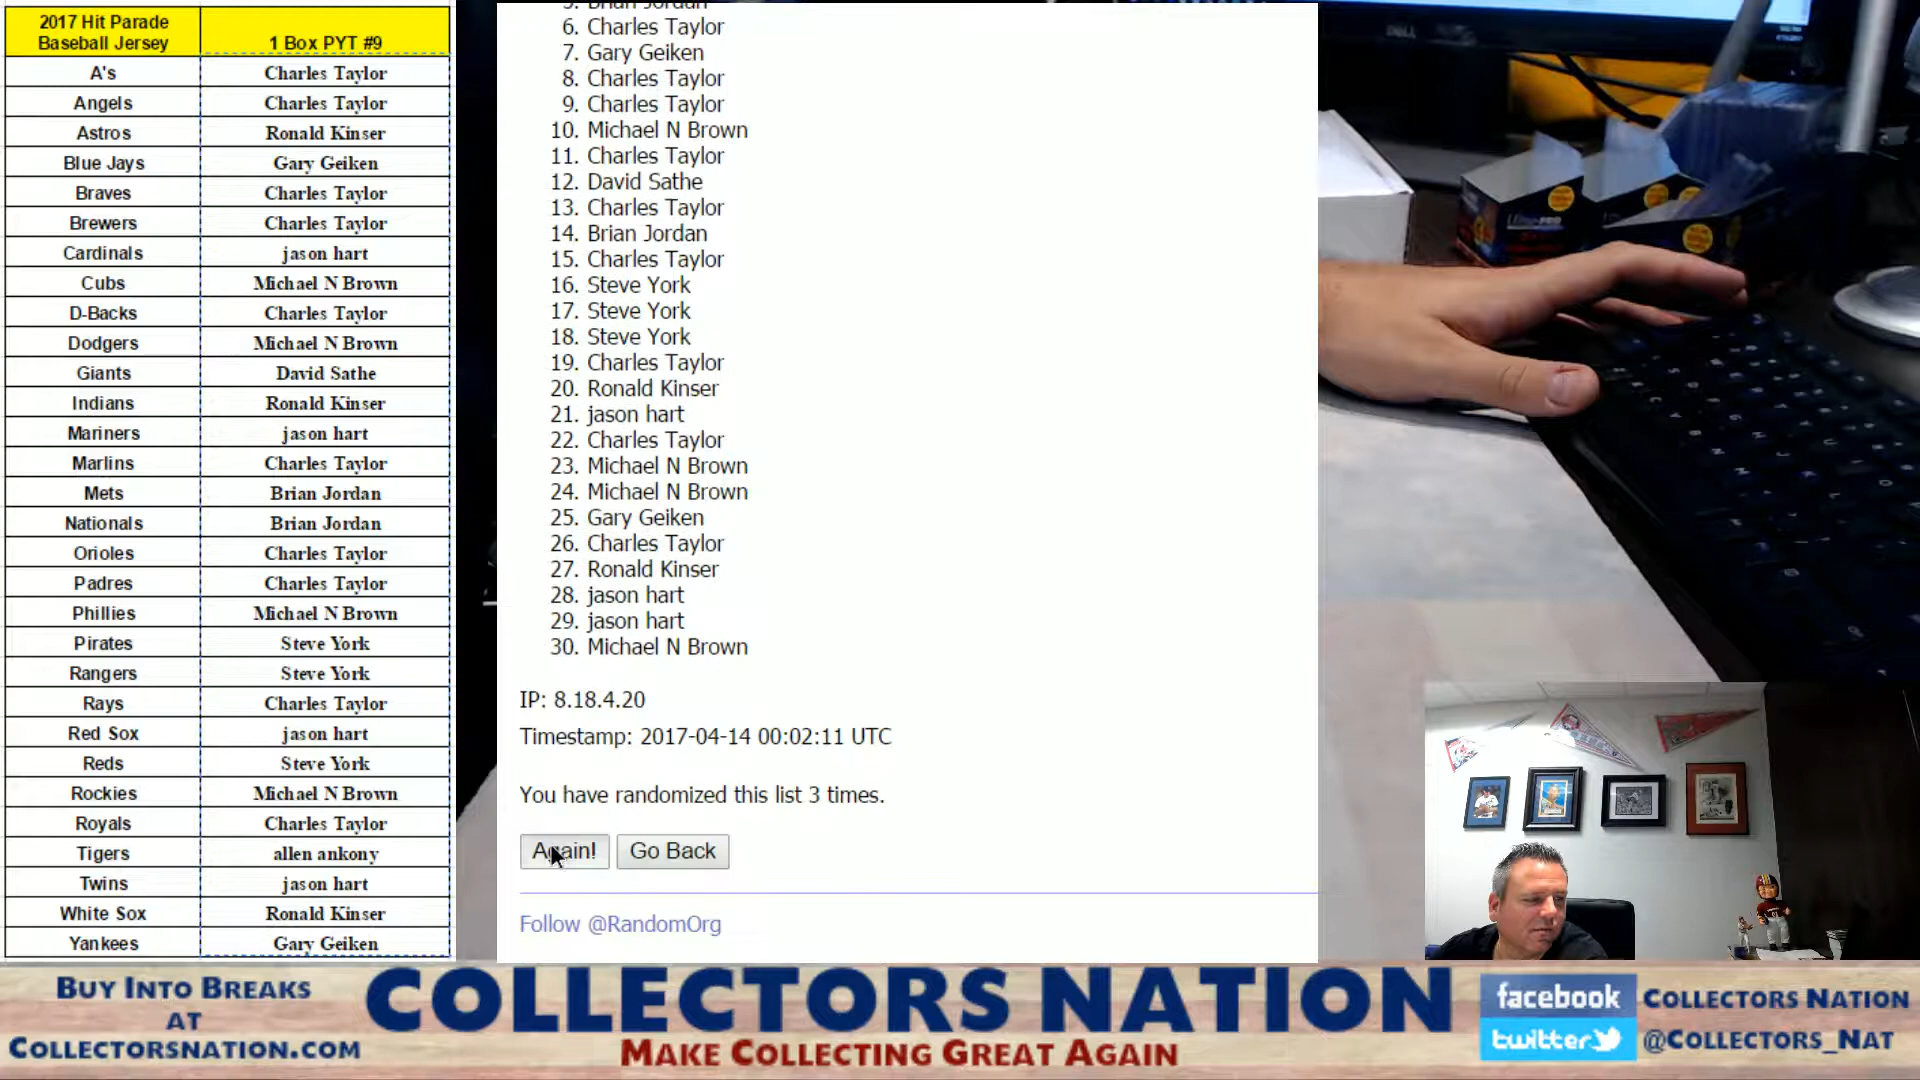 2017 Hit Parade
Baseball Jersey
1 Box PYT #9
A's Charles Taylor
Angels Charles Taylor
Astros Ronald Kinser
Blue Jays Gary Geiken
Braves Charles Taylor
Brewers Charles Taylor
Cardinals jason hart
Cubs Michael N Brown
D-Backs Charles Taylor
Dodgers Michael N Brown
Giants David Sathe
Indians Ronald Kinser
Mariners jason hart
Marlins Charles Taylor
Mets Brian Jordan
Nationals Brian Jordan
Orioles Charles Taylor
Padres Charles Taylor
Phillies Michael N Brown
Pirates Steve York
Rangers Steve York
Rays Charles Taylor
Red Sox jason hart
Reds Steve York
Rockies Michael N Brown
Royals Charles Taylor
Tigers allen ankony
Twins jason hart
White Sox Ronald Kinser
Yankees Gary Geiken
5. Brian Jordan
6. Charles Taylor
7. Gary Geiken
8. Charles Taylor
9. Charles Taylor
10. Michael N Brown
11. Charles Taylor
12. David Sathe
13. Charles Taylor
14. Brian Jordan
15. Charles Taylor
16. Steve York
17. Steve York
18. Steve York
19. Charles Taylor
20. Ronald Kinser
21. jason hart
22. Charles Taylor
23. Michael N Brown
24. Michael N Brown
25. Gary Geiken
26. Charles Taylor
27. Ronald Kinser
28. jason hart
29. jason hart
30. Michael N Brown
IP: 8.18.4.20
Timestamp: 2017-04-14 00:02:11 UTC
You have randomized this list 3 times.
Again! Go Back
Follow @RandomOrg
DELL
BUY INTO BREAKS
AT
COLLECTORSNATION.COM
COLLECTORS NATION
MAKE COLLECTING GREAT AGAIN
facebook COLLECTORS NATION
twitter @COLLECTORS_NAT